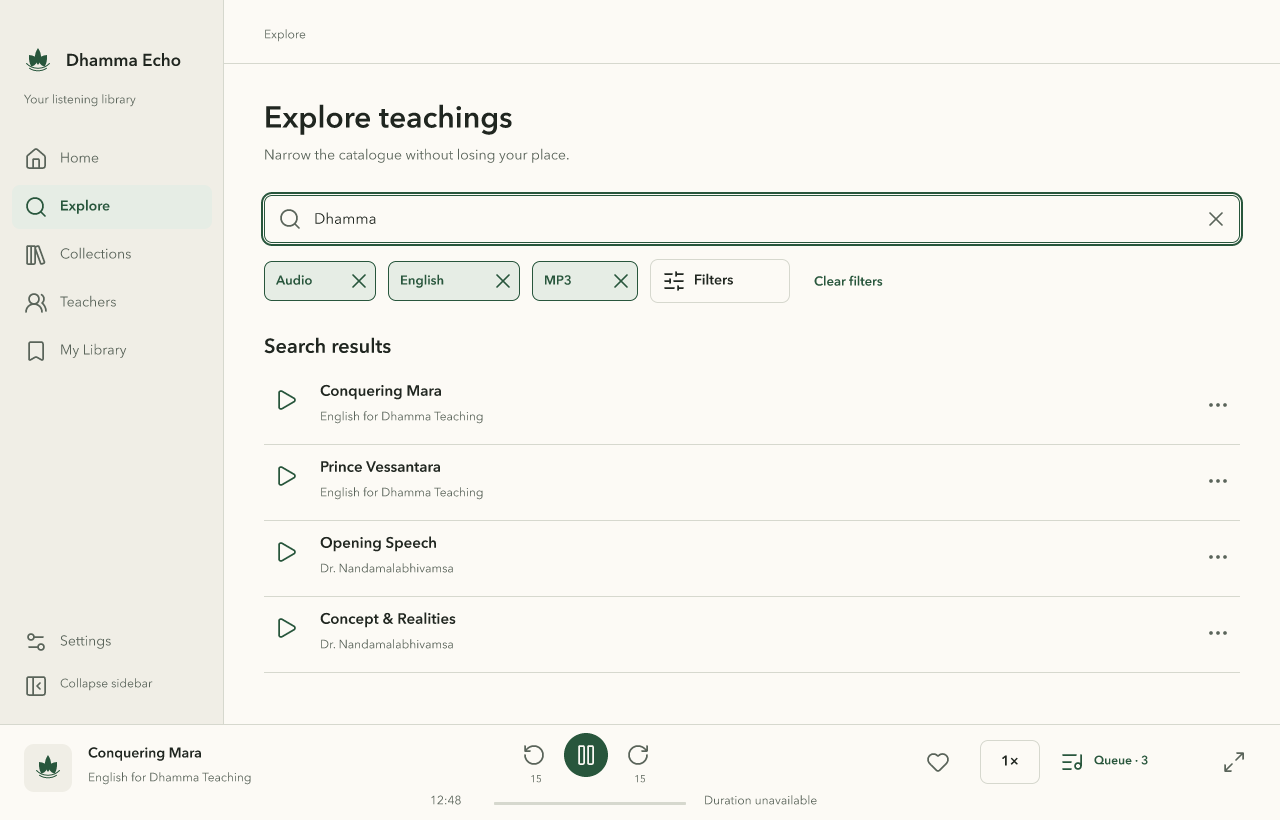 Dhamma Echo
Your listening library
Home
Explore
Collections
Teachers
My Library
Settings
Collapse sidebar
Explore
Explore teachings
Narrow the catalogue without losing your place.
Dhamma
Audio
English
MP3
Filters
Clear filters
Search results
Conquering Mara
English for Dhamma Teaching
Prince Vessantara
English for Dhamma Teaching
Opening Speech
Dr. Nandamalabhivamsa
Concept & Realities
Dr. Nandamalabhivamsa
Conquering Mara
English for Dhamma Teaching
15
15
12:48
Duration unavailable
1×
Queue · 3